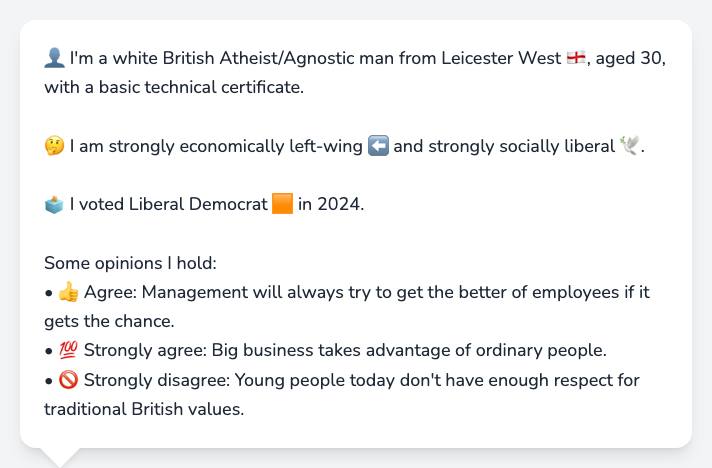 👤 I'm a white British Atheist/Agnostic man from Leicester West 🏴󠁧󠁢󠁥󠁮󠁧󠁿, aged 30,
with a basic technical certificate.
🤔 I am strongly economically left-wing ⬅️ and strongly socially liberal 🕊️.
🗳️ I voted Liberal Democrat 🟧 in 2024.
Some opinions I hold:
• 👍 Agree: Management will always try to get the better of employees if it
gets the chance.
• 💯 Strongly agree: Big business takes advantage of ordinary people.
• 🚫 Strongly disagree: Young people today don't have enough respect for
traditional British values.